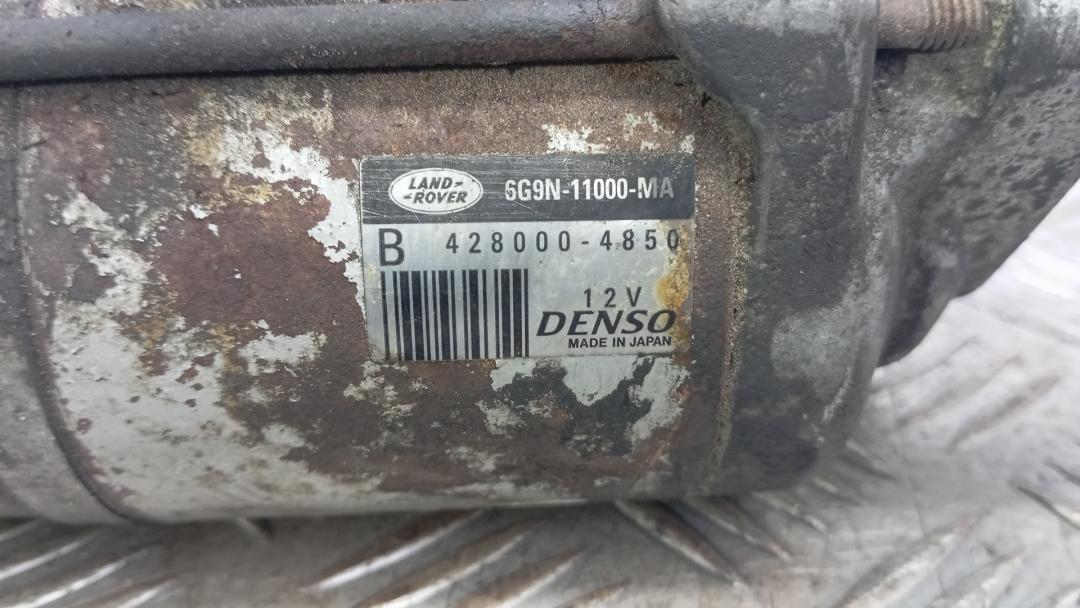 LAND-
-ROVER
6G9N-11000-MA
B 428000-4850
12V
DENSO
MADE IN JAPAN